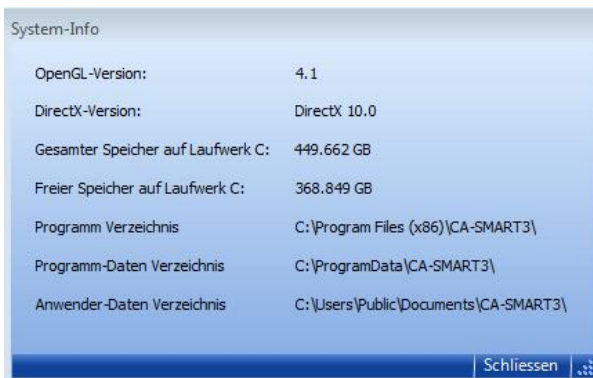 System-Info
OpenGL-Version: 4.1
DirectX-Version: DirectX 10.0
Gesamter Speicher auf Laufwerk C: 449.662 GB
Freier Speicher auf Laufwerk C: 368.849 GB
Programm Verzeichnis C:\Program Files (x86)\CA-SMART3\
Programm-Daten Verzeichnis C:\ProgramData\CA-SMART3\
Anwender-Daten Verzeichnis C:\Users\Public\Documents\CA-SMART3\
Schliessen